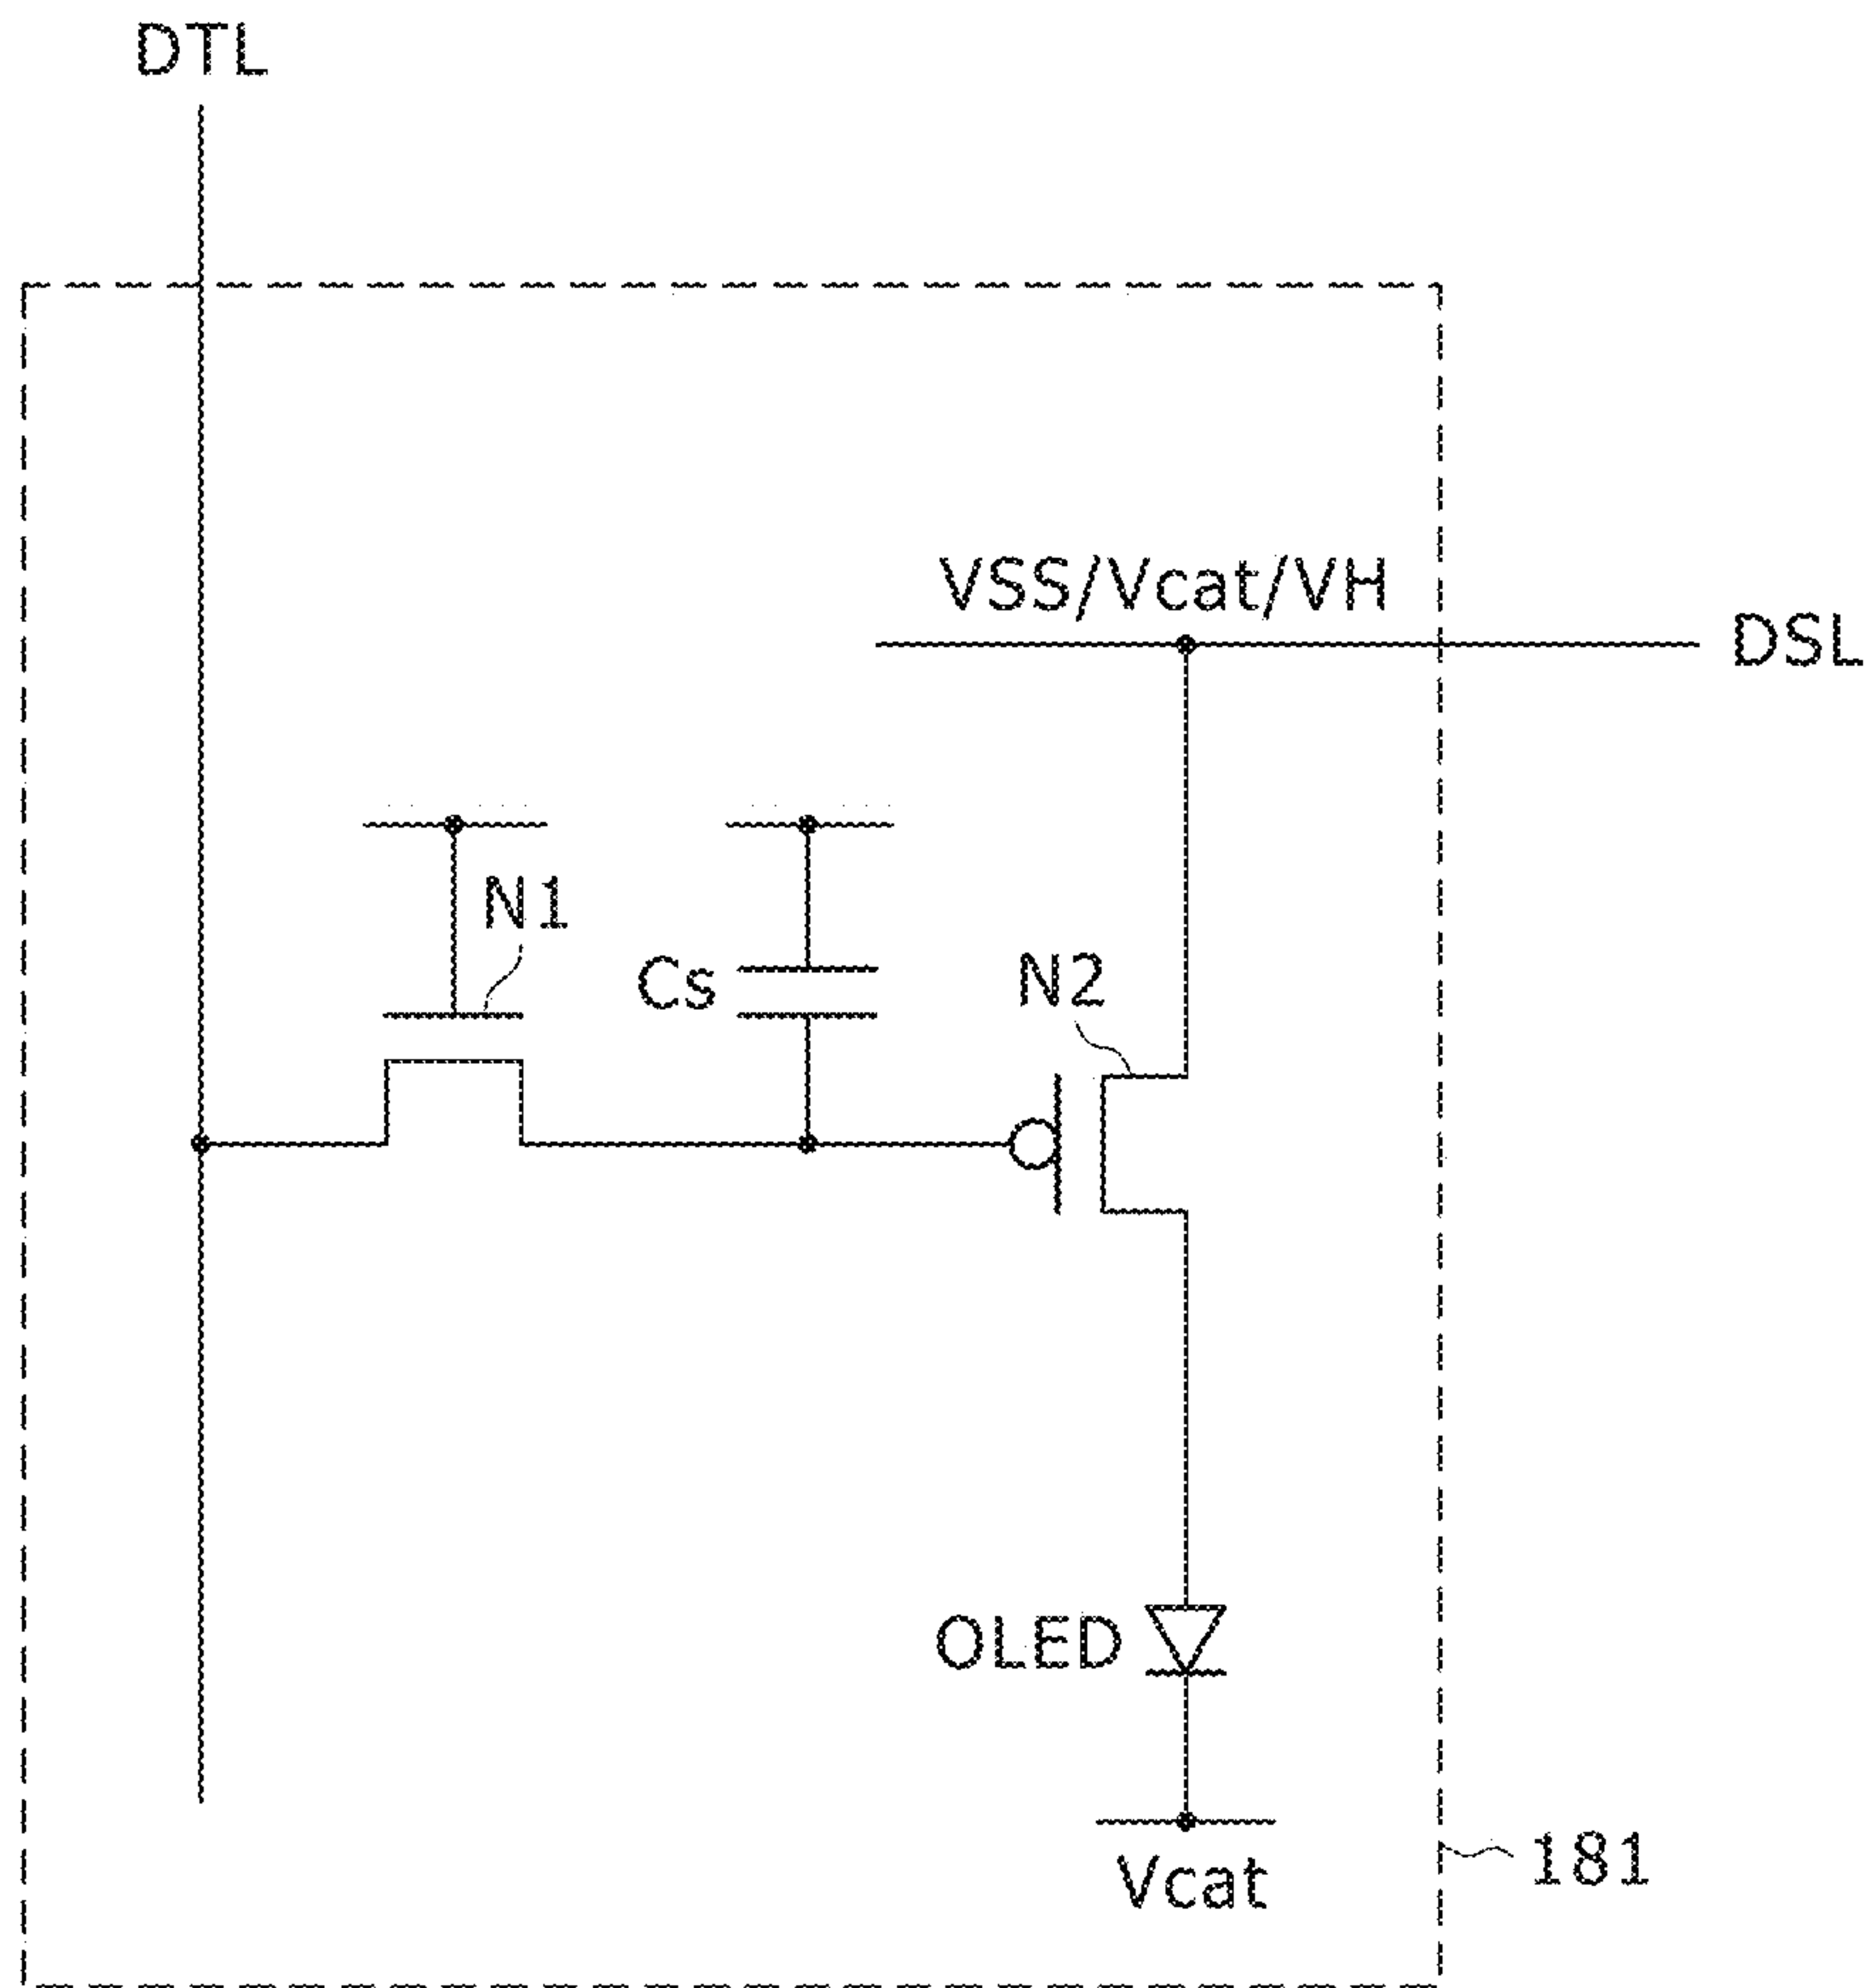 DTL
VSS/Vcat/VH
DSL
N1
Cs
N2
OLED
Vcat
181